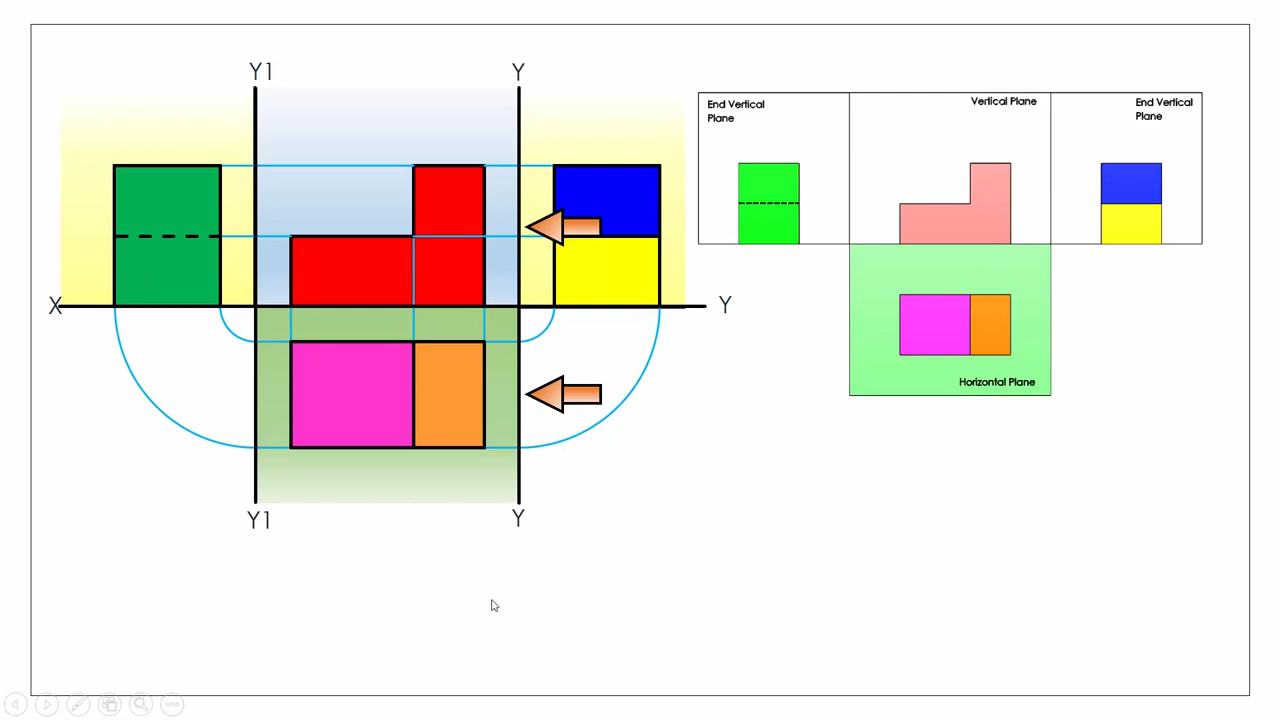 Y1
Y
X
Y
Y1
Y
End Vertical
Plane
Vertical Plane
End Vertical
Plane
Horizontal Plane